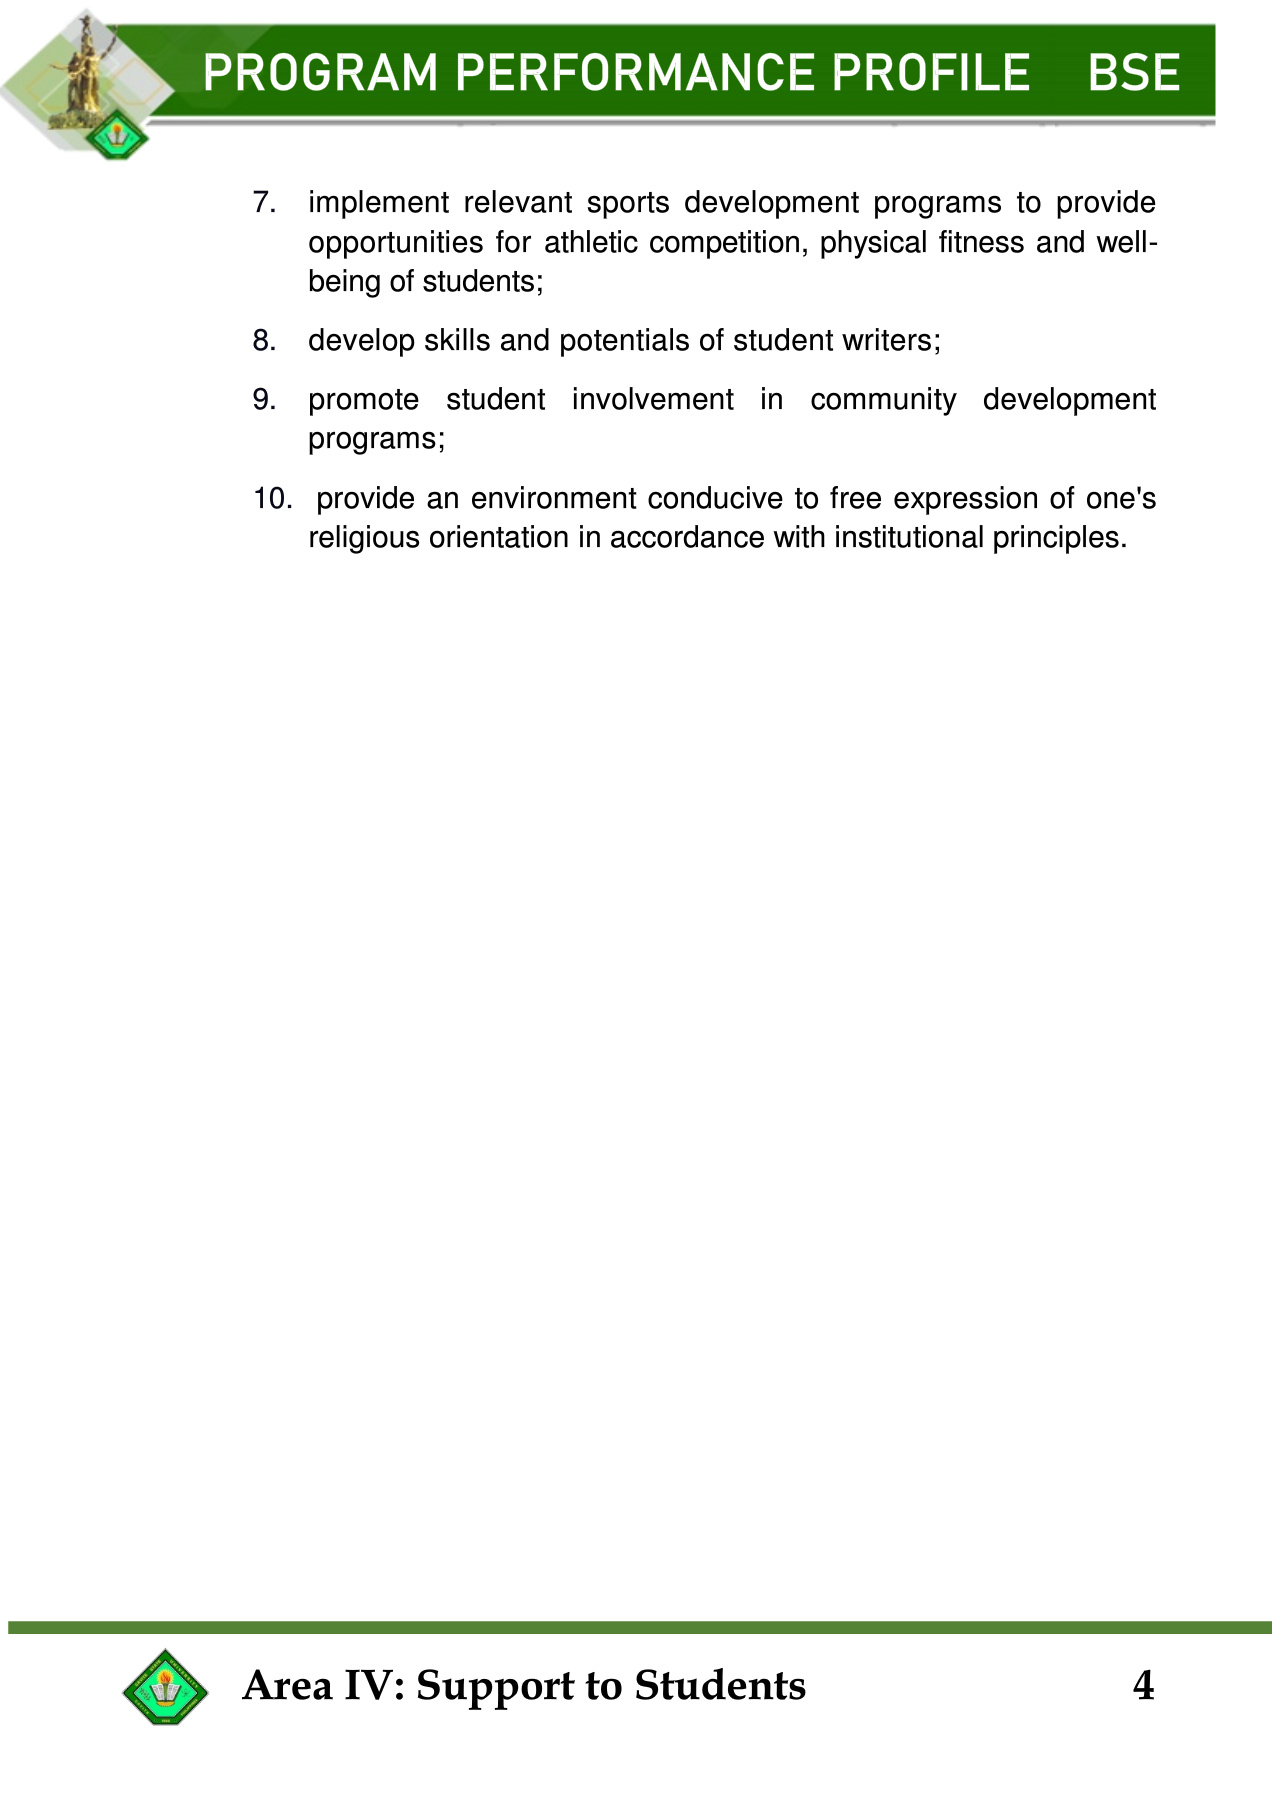 PROGRAM PERFORMANCE PROFILE BSE
7. implement relevant sports development programs to provide
opportunities for athletic competition, physical fitness and well-
being of students;
8. develop skills and potentials of student writers;
9. promote student involvement in community development
programs;
10. provide an environment conducive to free expression of one's
religious orientation in accordance with institutional principles.
Area IV: Support to Students 4